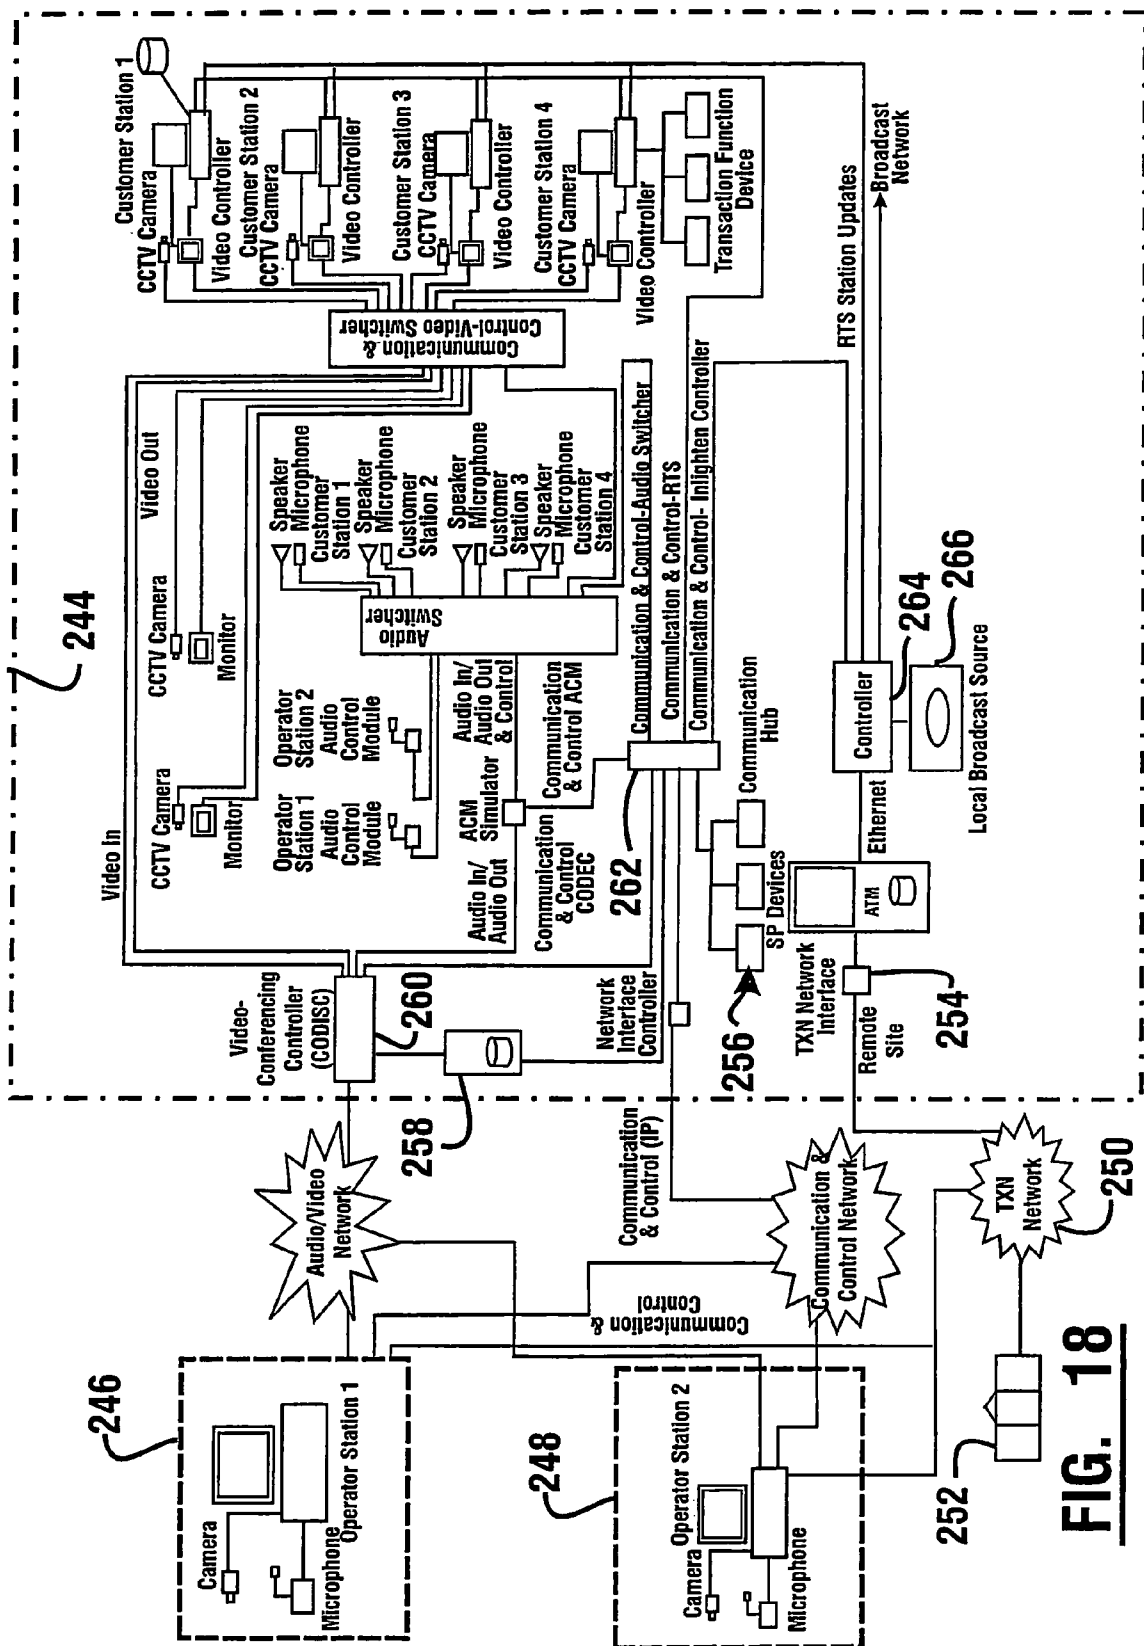 244
Video In
Video Out
CCTV Camera
Monitor
CCTV Camera
Monitor
Customer Station 1
CCTV Camera
Video Controller
Customer Station 2
CCTV Camera
Video Controller
Customer Station 3
CCTV Camera
Video Controller
Customer Station 4
CCTV Camera
Video Controller
Transaction Function
Device
Communication &
Control-Video Switcher
Speaker
Microphone
Customer
Station 1
Speaker
Microphone
Customer
Station 2
Speaker
Microphone
Customer
Station 3
Speaker
Microphone
Customer
Station 4
Audio
Switcher
Operator
Station 1
Audio
Control
Module
Operator
Station 2
Audio
Control
Module
Audio In/
Audio Out
ACM
Simulator
Audio In/
Audio Out
& Control
Communication
& Control
CODEC
Communication
& Control ACM
Communication & Control-Audio Switcher
Communication & Control-RTS
Communication & Control- Inlighten Controller
262
Video-
Conferencing
Controller
(CODISC)
260
258
Network
Interface
Controller
Communication
Hub
SP Devices
256
TXN Network
Interface
Remote
Site
254
ATM
Ethernet
Controller
264
266
Local Broadcast Source
RTS Station Updates
Broadcast
Network
Audio/Video
Network
Communication
& Control (IP)
Communication &
Control Network
Communication &
Control
TXN
Network
250
246
Camera
Microphone
Operator Station 1
248
Operator Station 2
Camera
Microphone
252
FIG. 18